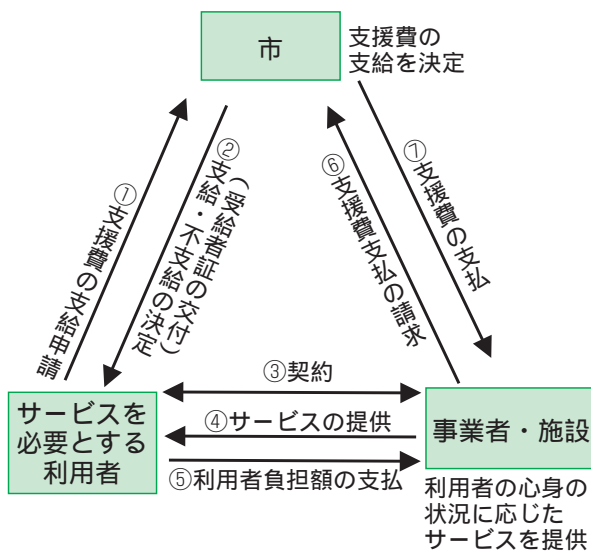 市
支援費の
支給を決定
①支援費の支給申請
②支給・不支給の決定
(受給者証の交付)
⑥支援費支払の請求
⑦支援費の支払
③契約
④サービスの提供
⑤利用者負担額の支払
サービスを
必要とする
利用者
事業者・施設
利用者の心身の
状況に応じた
サービスを提供